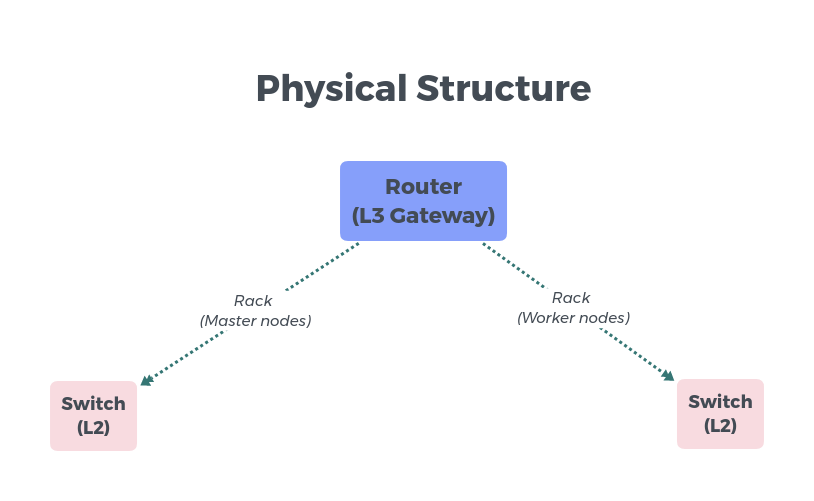 Physical Structure
Router
(L3 Gateway)
Rack
(Master nodes)
Rack
(Worker nodes)
Switch
(L2)
Switch
(L2)